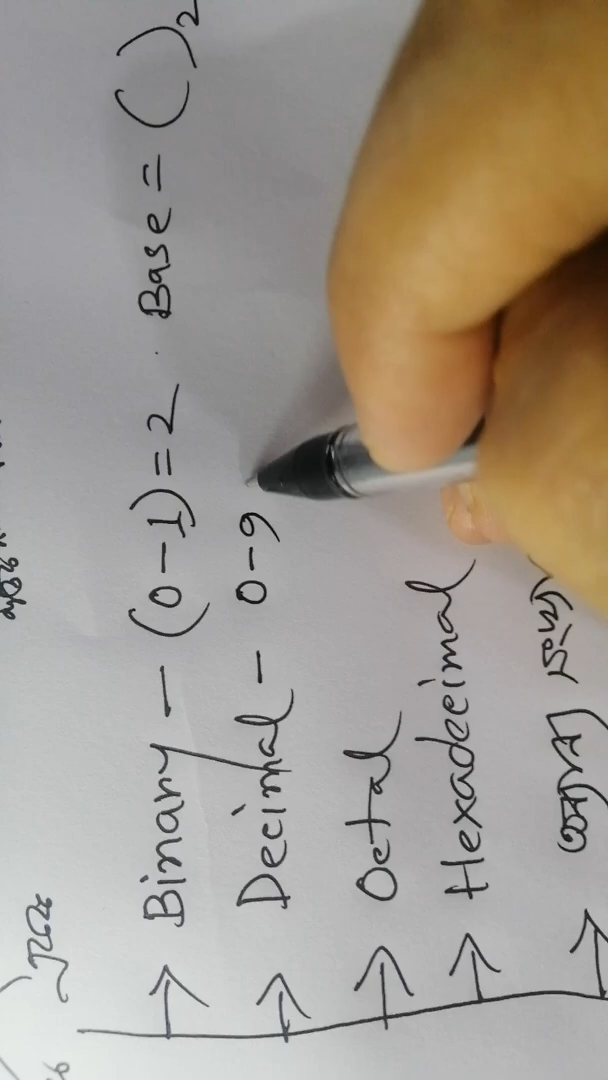 → Binary - (0-1) = 2 . Base = ( )₂
→ Decimal - 0-9
→ Octal
→ Hexadecimal
→